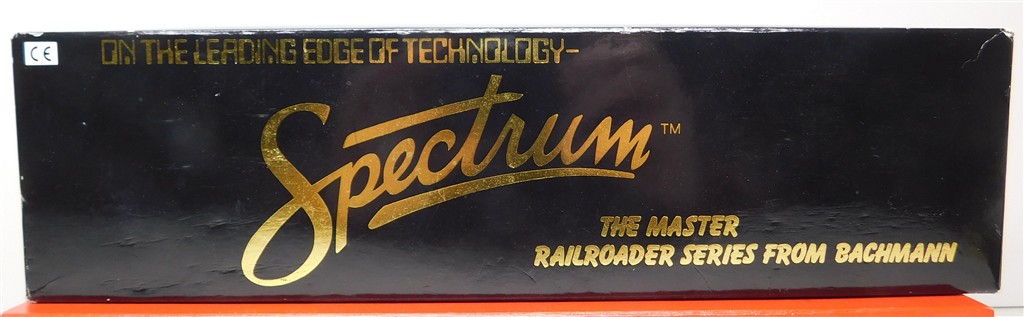 CE
ON THE LEADING EDGE OF TECHNOLOGY-
Spectrum™
THE MASTER
RAILROADER SERIES FROM BACHMANN